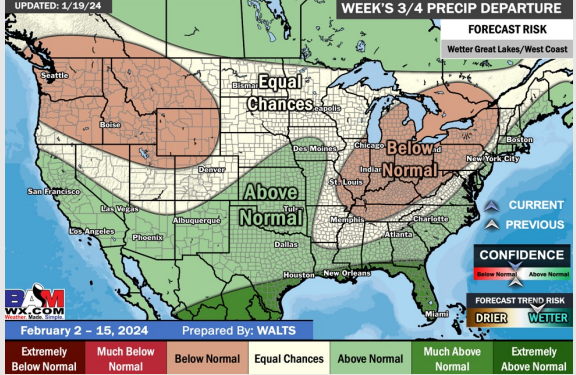 UPDATED: 1/19/24
WEEK'S 3/4 PRECIP DEPARTURE
FORECAST RISK
Wetter Great Lakes/West Coast
Seattle
Equal
Chances
Boise
Des Moines
Chicago
Boston
Below
Normal
New York City
Denver
St. Louis
San Francisco
Las Vegas
Above
Normal
CURRENT
PREVIOUS
Albuquerque
Memphis
Charlotte
Los Angeles
Phoenix
Atlanta
Dallas
CONFIDENCE
Below Normal
Above Normal
Houston
New Orleans
BAM
WX.COM
Weather. Made. Simple.
FORECAST TREND RISK
DRIER
WETTER
Miami
February 2 – 15, 2024
Prepared By: WALTS
Extremely
Below Normal
Much Below
Normal
Below Normal
Equal Chances
Above Normal
Much Above
Normal
Extremely
Above Normal